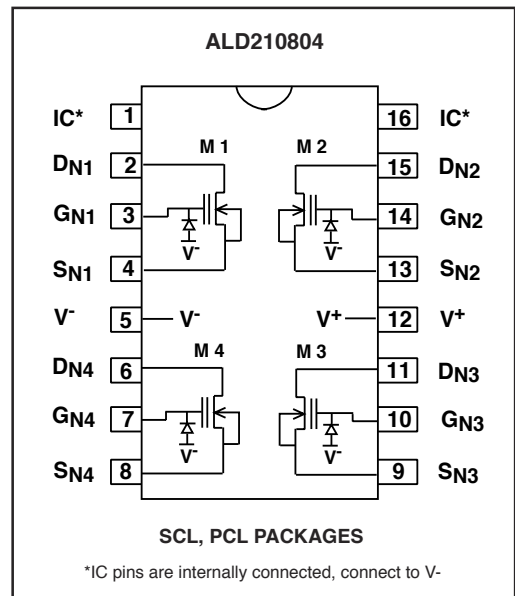 ALD210804
IC* 1 16 IC*
M 1 M 2
DN1 2 15 DN2
GN1 3 14 GN2
V- V-
SN1 4 13 SN2
V- 5 V- V+ 12 V+
M 4 M 3
DN4 6 11 DN3
GN4 7 10 GN3
V- V-
SN4 8 9 SN3
SCL, PCL PACKAGES
*IC pins are internally connected, connect to V-